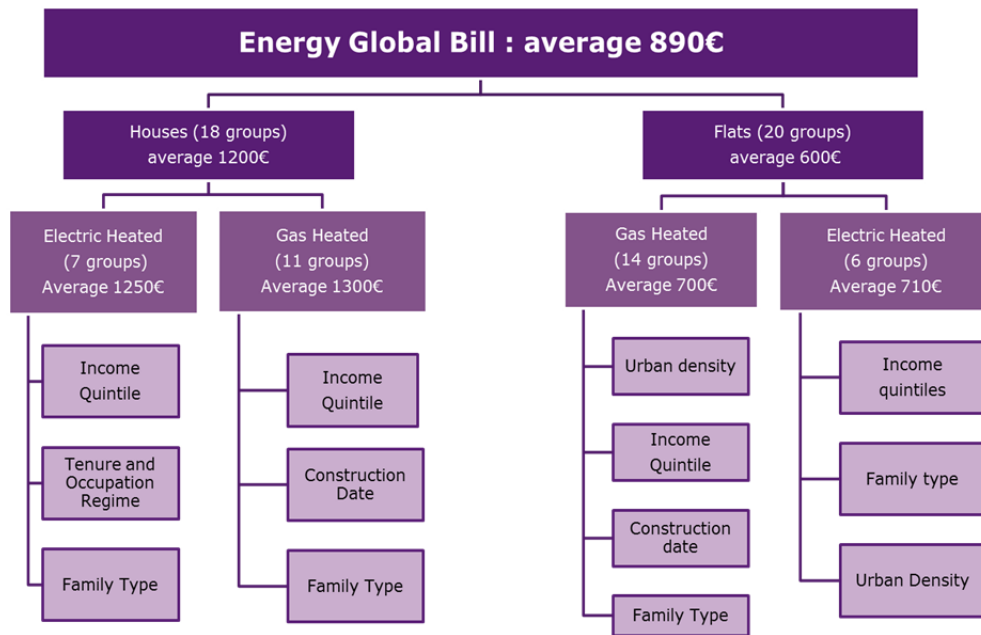 Energy Global Bill : average 890€
Houses (18 groups)
average 1200€
Flats (20 groups)
average 600€
Electric Heated
(7 groups)
Average 1250€
Gas Heated
(11 groups)
Average 1300€
Gas Heated
(14 groups)
Average 700€
Electric Heated
(6 groups)
Average 710€
Income
Quintile
Tenure and
Occupation
Regime
Family Type
Income
Quintile
Construction
Date
Family Type
Urban density
Income
Quintile
Construction
date
Family Type
Income
quintiles
Family type
Urban Density